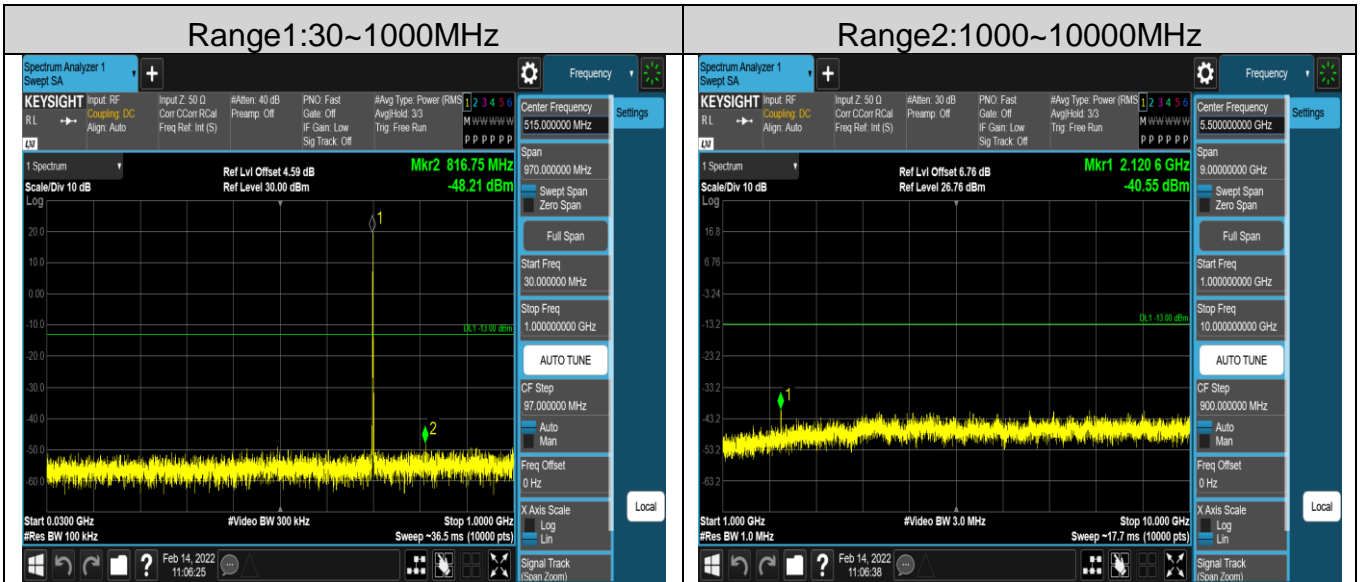 Range1:30~1000MHz
Spectrum Analyzer 1
Swept SA
+
Frequency
KEYSIGHT
RL
Input: RF
Coupling: DC
Align: Auto
Input Z: 50 Ω
Corr CCorr RCal
Freq Ref: Int (S)
#Atten: 40 dB
Preamp: Off
PNO: Fast
Gate: Off
IF Gain: Low
Sig Track: Off
#Avg Type: Power (RMS
Avg|Hold: 3/3
Trig: Free Run
1 2 3 4 5 6
M W W W W W
P P P P P P
Center Frequency
515.000000 MHz
Settings
Span
970.000000 MHz
Swept Span
Zero Span
Full Span
Start Freq
30.000000 MHz
Stop Freq
1.000000000 GHz
AUTO TUNE
CF Step
97.000000 MHz
Auto
Man
Freq Offset
0 Hz
X Axis Scale
Log
Lin
Signal Track
(Span Zoom)
Local
1 Spectrum
Scale/Div 10 dB
Log
Ref Lvl Offset 4.59 dB
Ref Level 30.00 dBm
Mkr2 816.75 MHz
-48.21 dBm
1
20.0
10.0
0.00
-10.0
DL1 -13.00 dBm
-20.0
-30.0
-40.0
2
-50.0
-60.0
Start 0.0300 GHz
#Res BW 100 kHz
#Video BW 300 kHz
Stop 1.0000 GHz
Sweep ~36.5 ms (10000 pts)
?
Feb 14, 2022
11:06:25
Range2:1000~10000MHz
Spectrum Analyzer 1
Swept SA
+
Frequency
KEYSIGHT
RL
Input: RF
Coupling: DC
Align: Auto
Input Z: 50 Ω
Corr CCorr RCal
Freq Ref: Int (S)
#Atten: 30 dB
Preamp: Off
PNO: Fast
Gate: Off
IF Gain: Low
Sig Track: Off
#Avg Type: Power (RMS
Avg|Hold: 3/3
Trig: Free Run
1 2 3 4 5 6
M W W W W W
P P P P P P
Center Frequency
5.500000000 GHz
Settings
Span
9.00000000 GHz
Swept Span
Zero Span
Full Span
Start Freq
1.000000000 GHz
Stop Freq
10.000000000 GHz
AUTO TUNE
CF Step
900.000000 MHz
Auto
Man
Freq Offset
0 Hz
X Axis Scale
Log
Lin
Signal Track
(Span Zoom)
Local
1 Spectrum
Scale/Div 10 dB
Log
Ref Lvl Offset 6.76 dB
Ref Level 26.76 dBm
Mkr1 2.120 6 GHz
-40.55 dBm
16.8
6.76
-3.24
DL1 -13.00 dBm
-13.2
-23.2
-33.2
1
-43.2
-53.2
-63.2
Start 1.000 GHz
#Res BW 1.0 MHz
#Video BW 3.0 MHz
Stop 10.000 GHz
Sweep ~17.7 ms (10000 pts)
?
Feb 14, 2022
11:06:38